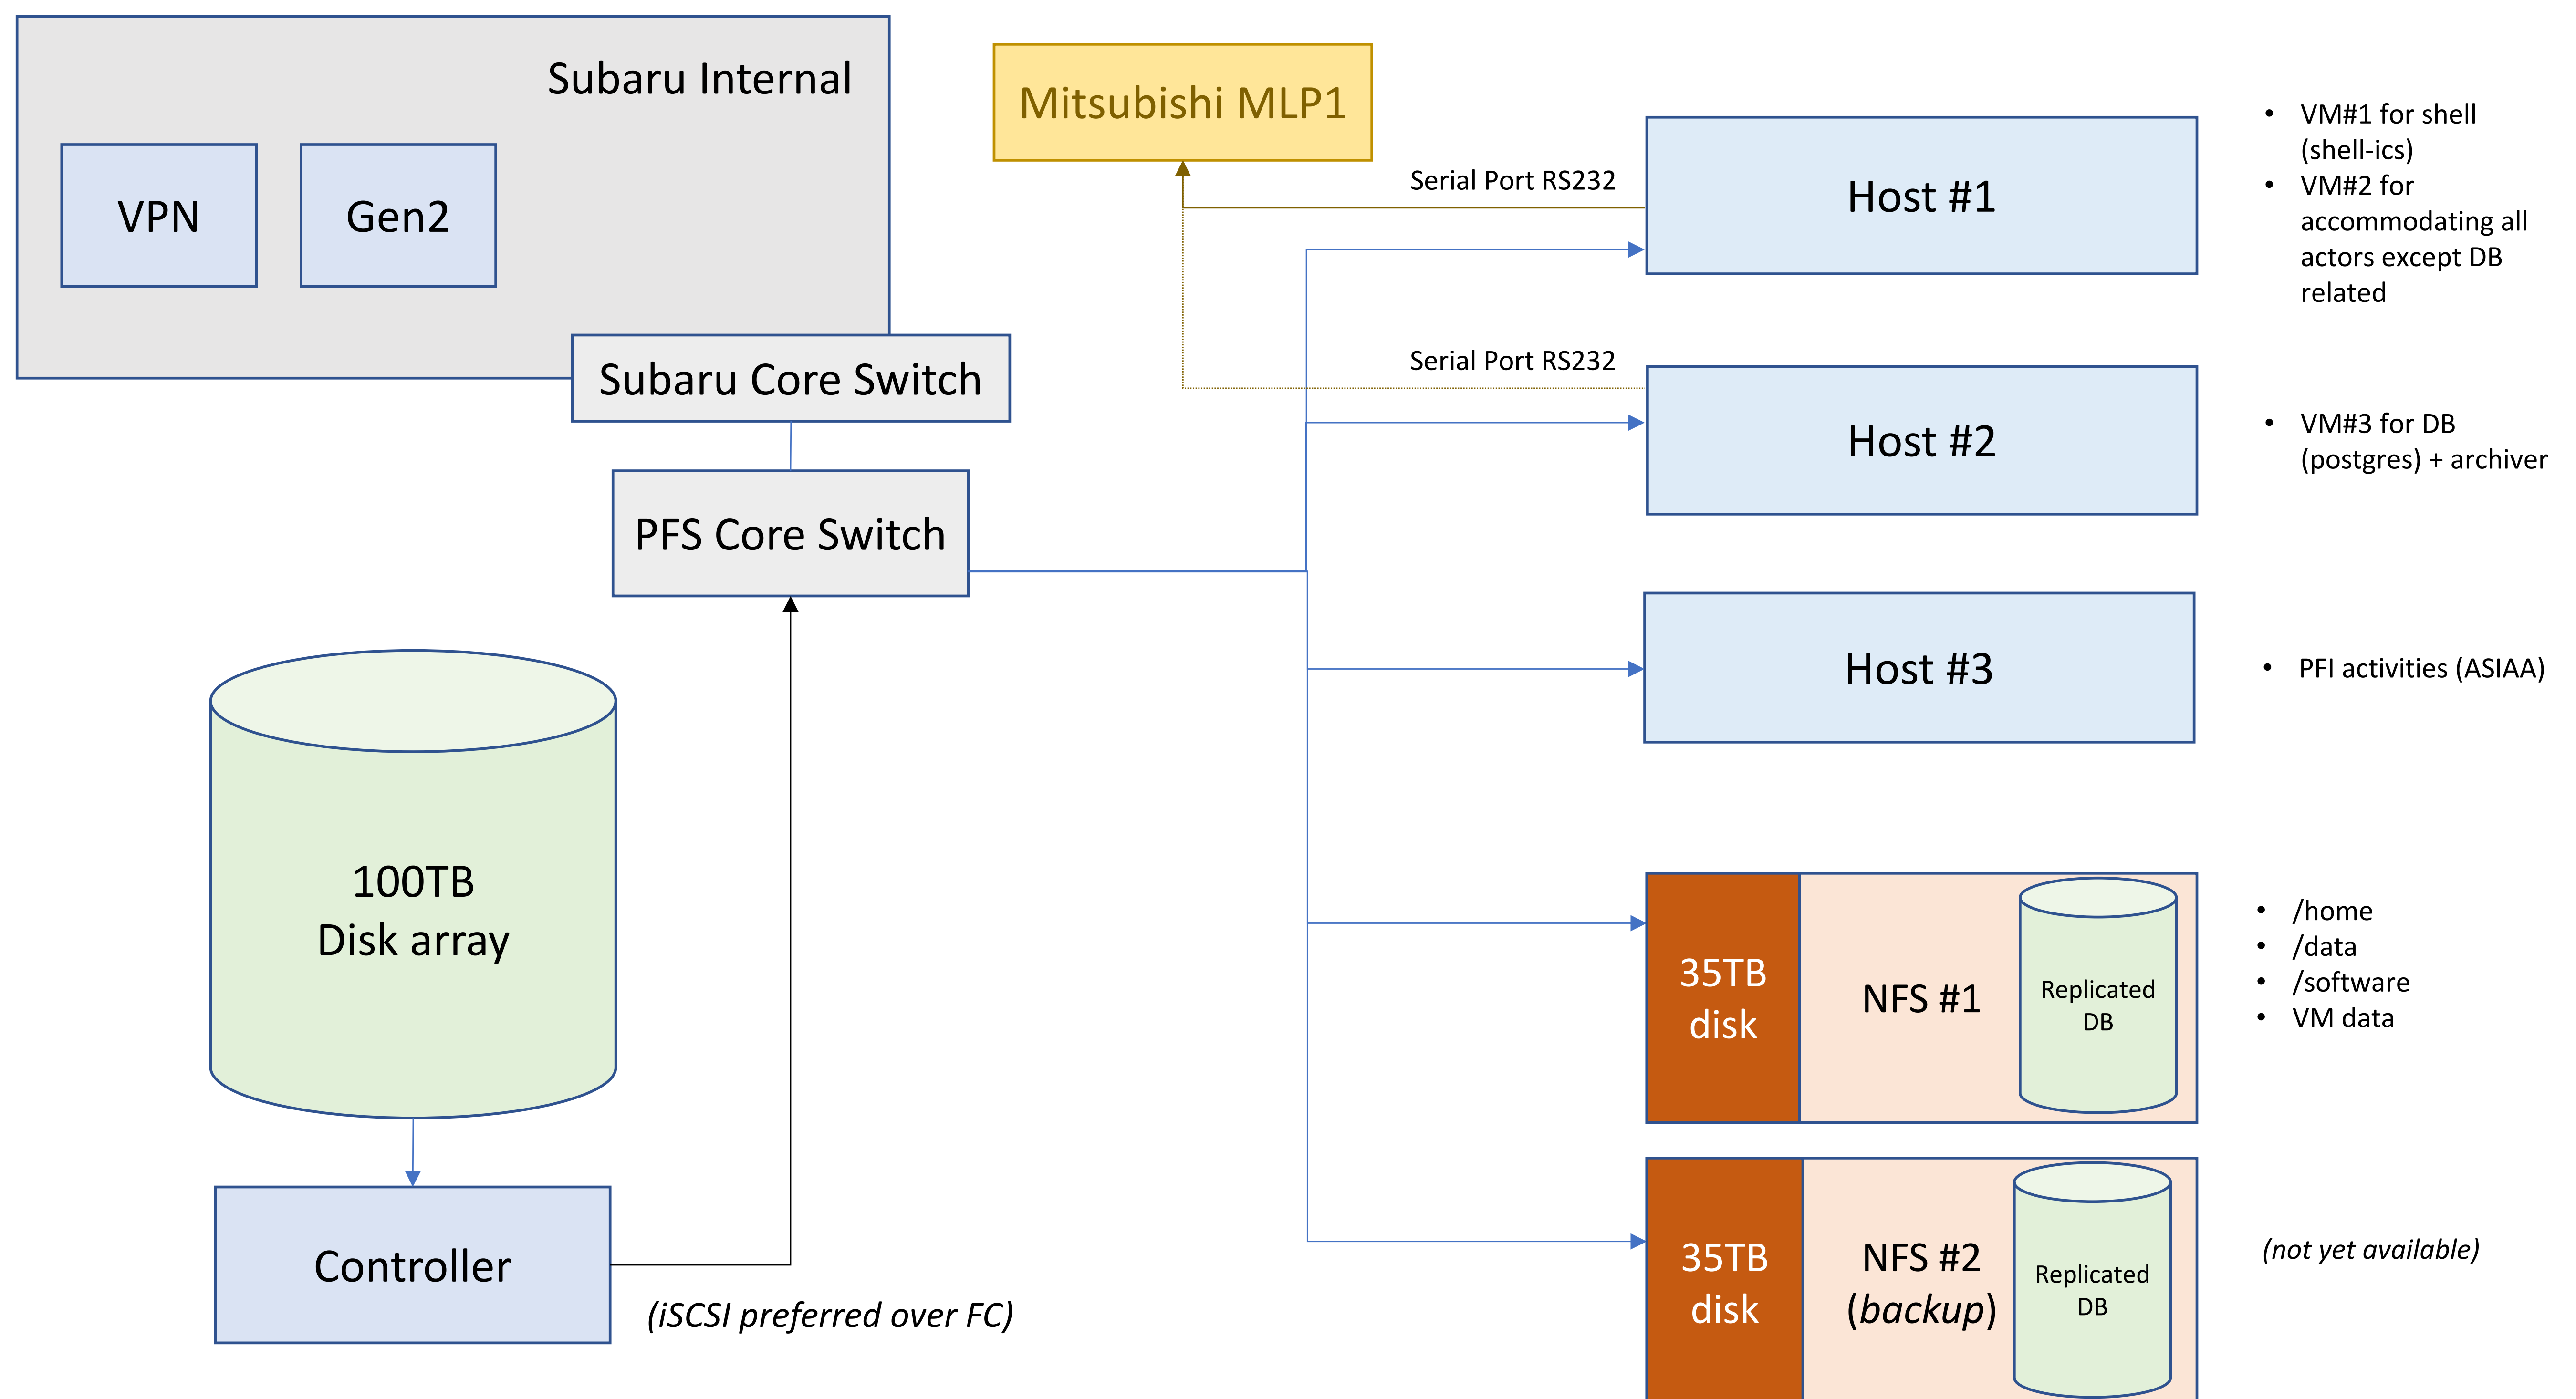 Subaru Internal
VPN
Gen2
Subaru Core Switch
PFS Core Switch
100TB
Disk array
Controller
(iSCSI preferred over FC)
Mitsubishi MLP1
Serial Port RS232
Host #1
• VM#1 for shell
(shell-ics)
• VM#2 for
accommodating all
actors except DB
related
Serial Port RS232
Host #2
• VM#3 for DB
(postgres) + archiver
Host #3
• PFI activities (ASIAA)
35TB
disk
NFS #1
Replicated
DB
• /home
• /data
• /software
• VM data
35TB
disk
NFS #2
(backup)
Replicated
DB
(not yet available)